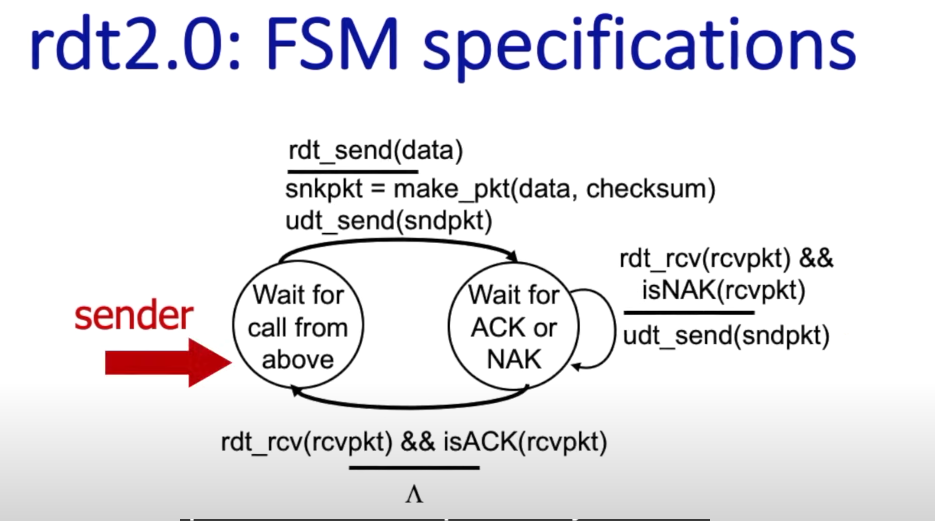 rdt2.0: FSM specifications
rdt_send(data)
snkpkt = make_pkt(data, checksum)
udt_send(sndpkt)
rdt_rcv(rcvpkt) &&
isNAK(rcvpkt)
udt_send(sndpkt)
sender
Wait for
call from
above
Wait for
ACK or
NAK
rdt_rcv(rcvpkt) && isACK(rcvpkt)
Λ